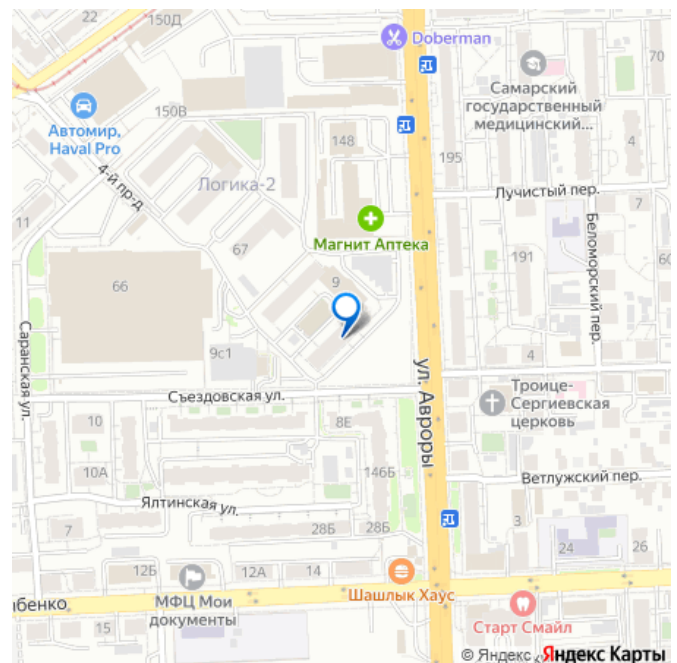 150Д
Doberman
70
Самарский
государственный
медицинский...
150В
Автомир,
Haval Pro
148
195
4
4-й пр-д
Логика-2
Лучистый пер.
7
11
Магнит Аптека
Беломорский пер.
67
191
60
66
9
Саранская ул.
9с1
ул. Авроры
4
Съездовская ул.
Троице-
Сергиевская
церковь
10
8Е
10А
146Б
Ветлужский пер.
Ялтинская ул.
7
28Б
28Б
3
24
26
12Б
12А
14
Шашлык Хаус
ыбенко
МФЦ Мои
документы
15
Старт Смайл
© Яндекс
Яндекс Карты